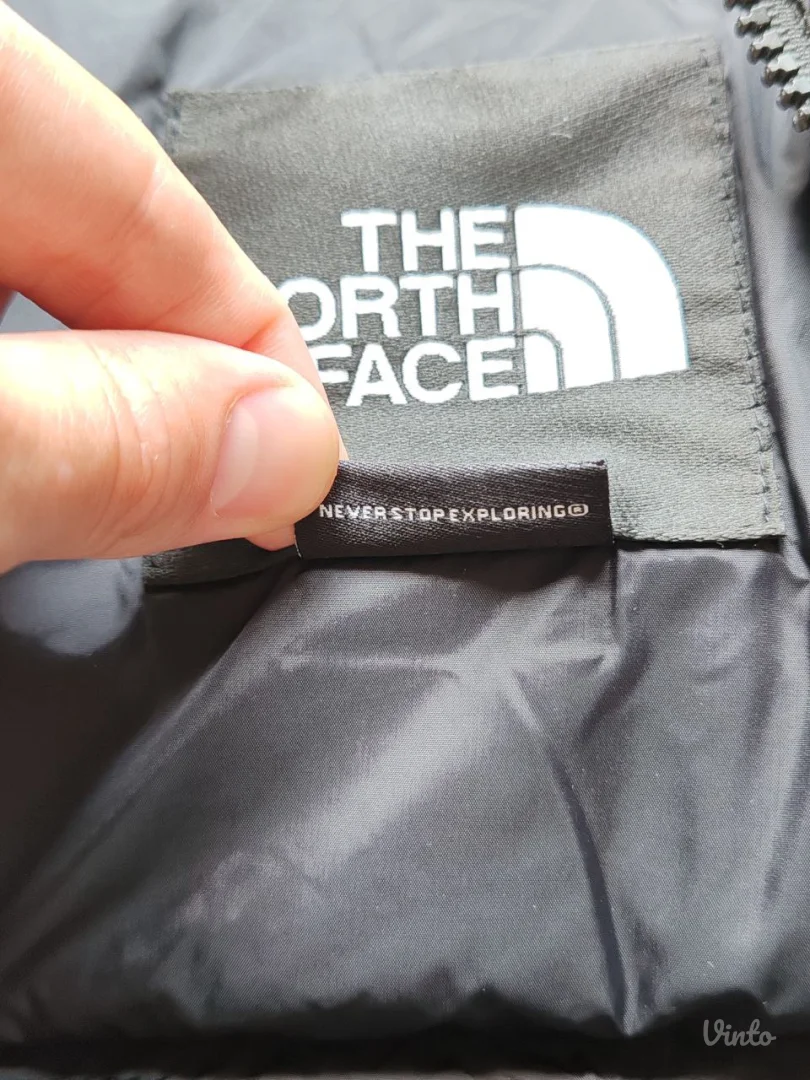 THE
ORTH
FACE
NEVER STOP EXPLORING®
Vinto